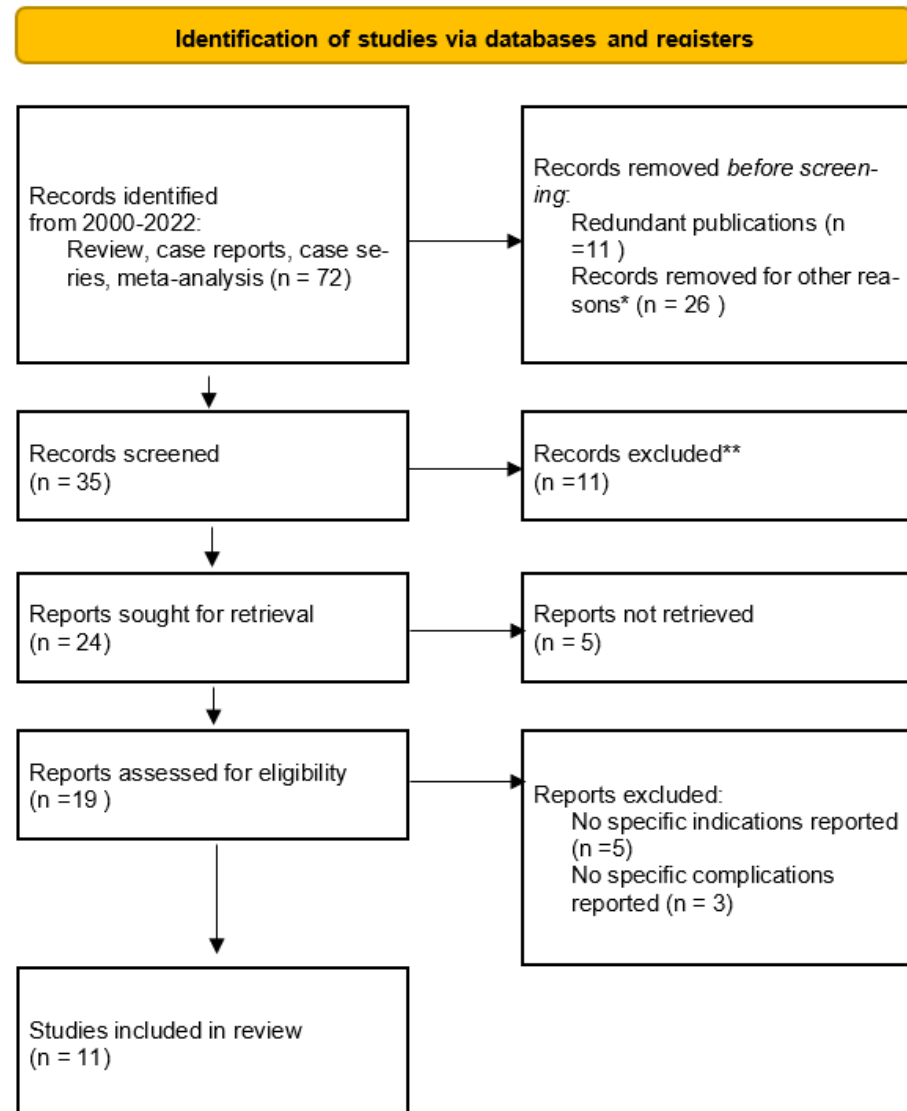 Identification of studies via databases and registers
Records identified
from 2000-2022:
Review, case reports, case se-
ries, meta-analysis (n = 72)
Records removed before screen-
ing:
Redundant publications (n
=11 )
Records removed for other rea-
sons* (n = 26 )
Records screened
(n = 35)
Records excluded**
(n =11)
Reports sought for retrieval
(n = 24)
Reports not retrieved
(n = 5)
Reports assessed for eligibility
(n =19 )
Reports excluded:
No specific indications reported
(n =5)
No specific complications
reported (n = 3)
Studies included in review
(n = 11)